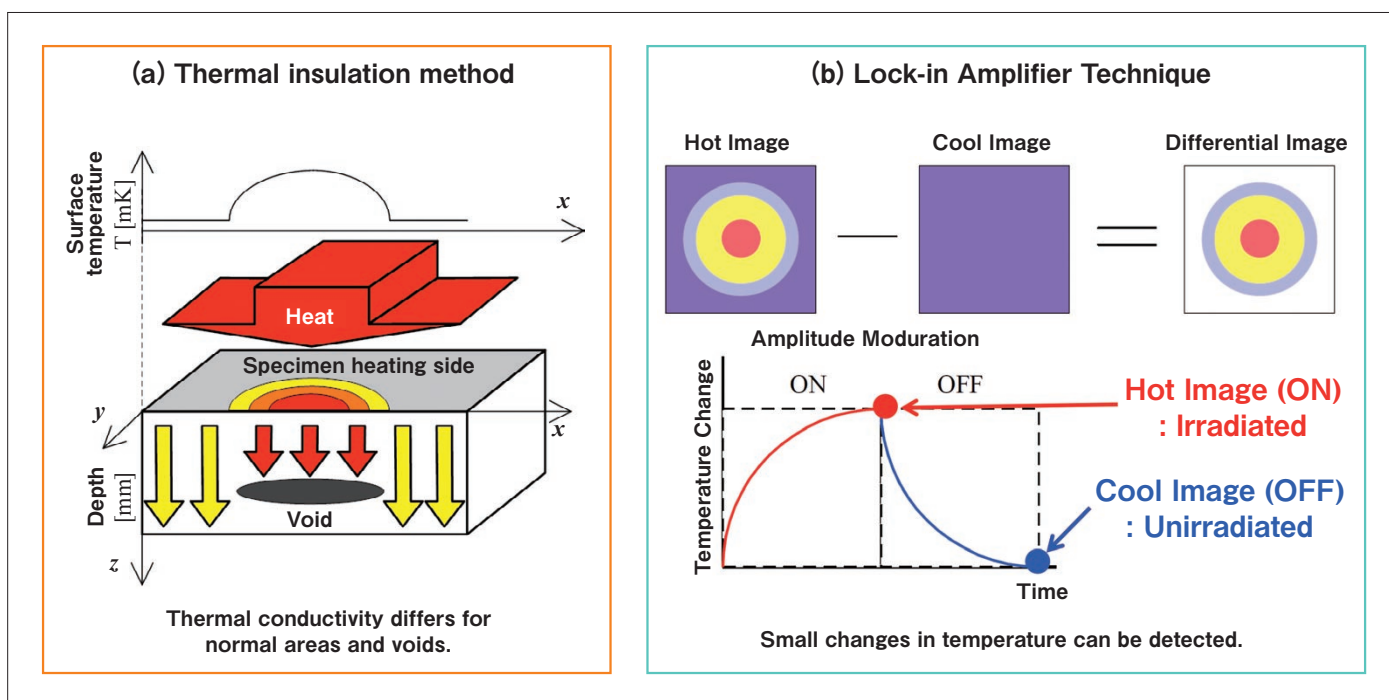 (a) Thermal insulation method
Surface
temperature
T [mK]
x
Heat
Specimen heating side
y
x
Depth
[mm]
Void
z
Thermal conductivity differs for
normal areas and voids.
(b) Lock-in Amplifier Technique
Hot Image
Cool Image
Differential Image
Amplitude Moduration
ON
OFF
Temperature Change
Time
Hot Image (ON)
: Irradiated
Cool Image (OFF)
: Unirradiated
Small changes in temperature can be detected.